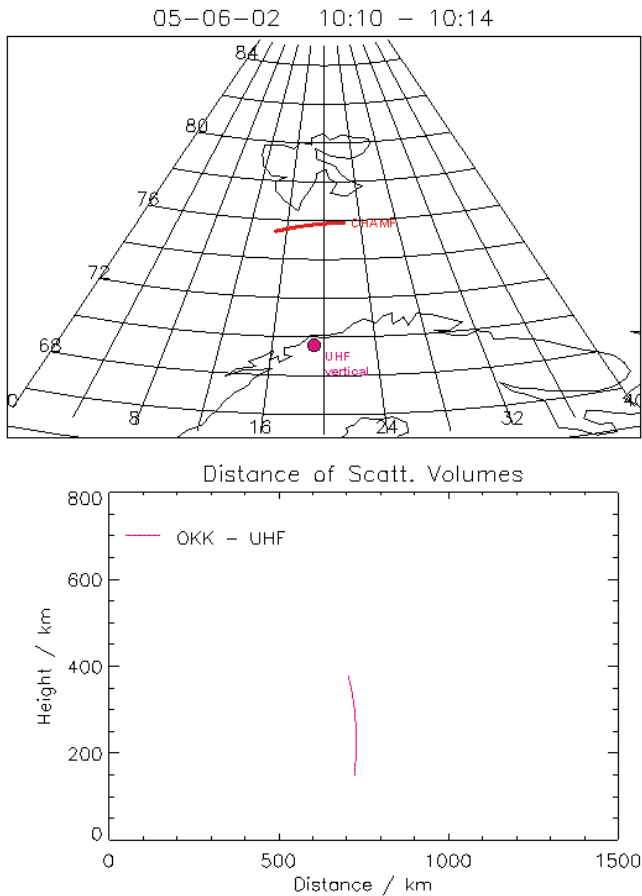 05-06-02 10:10 - 10:14
84
80
76
CHAMP
72
68
UHF
vertical
0
8
16
24
32
40
Distance of Scatt. Volumes
800
OKK - UHF
600
400
200
0
Height / km
0 500 1000 1500
Distance / km